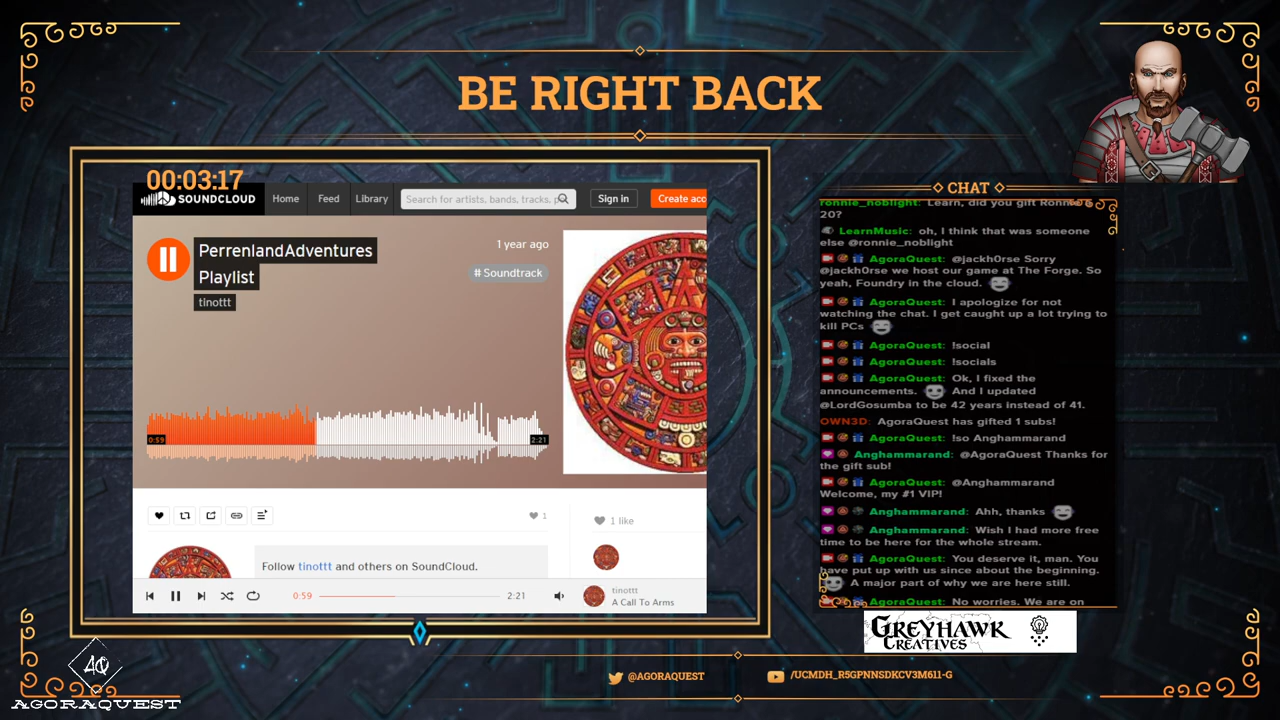 BE RIGHT BACK
00:03:17
SOUNDCLOUD
Home
Feed
Library
Search for artists, bands, tracks, p
Sign in
Create acc
PerrenlandAdventures
Playlist
tinottt
1 year ago
# Soundtrack
0:59
2:21
1
1 like
Follow tinottt and others on SoundCloud.
0:59
2:21
tinottt
A Call To Arms
CHAT
ronnie_noblight: Learn, did you gift Ronnie G
20?
LearnMusic: oh, I think that was someone
else @ronnie_noblight
AgoraQuest: @jackh0rse Sorry
@jackh0rse we host our game at The Forge. So
yeah, Foundry in the cloud.
AgoraQuest: I apologize for not
watching the chat. I get caught up a lot trying to
kill PCs
AgoraQuest: !social
AgoraQuest: !socials
AgoraQuest: Ok, I fixed the
announcements. And I updated
@LordGosumba to be 42 years instead of 41.
OWN3D: AgoraQuest has gifted 1 subs!
AgoraQuest: !so Anghammarand
Anghammarand: @AgoraQuest Thanks for
the gift sub!
AgoraQuest: @Anghammarand
Welcome, my #1 VIP!
Anghammarand: Ahh, thanks
Anghammarand: Wish I had more free
time to be here for the whole stream.
AgoraQuest: You deserve it, man. You
have put up with us since about the beginning.
A major part of why we are here still.
AgoraQuest: No worries. We are on
GREYHAWK
CREATIVES
@AGORAQUEST
/UCMDH_R5GPNNSDKCV3M611-G
AQ
AGORAQUEST